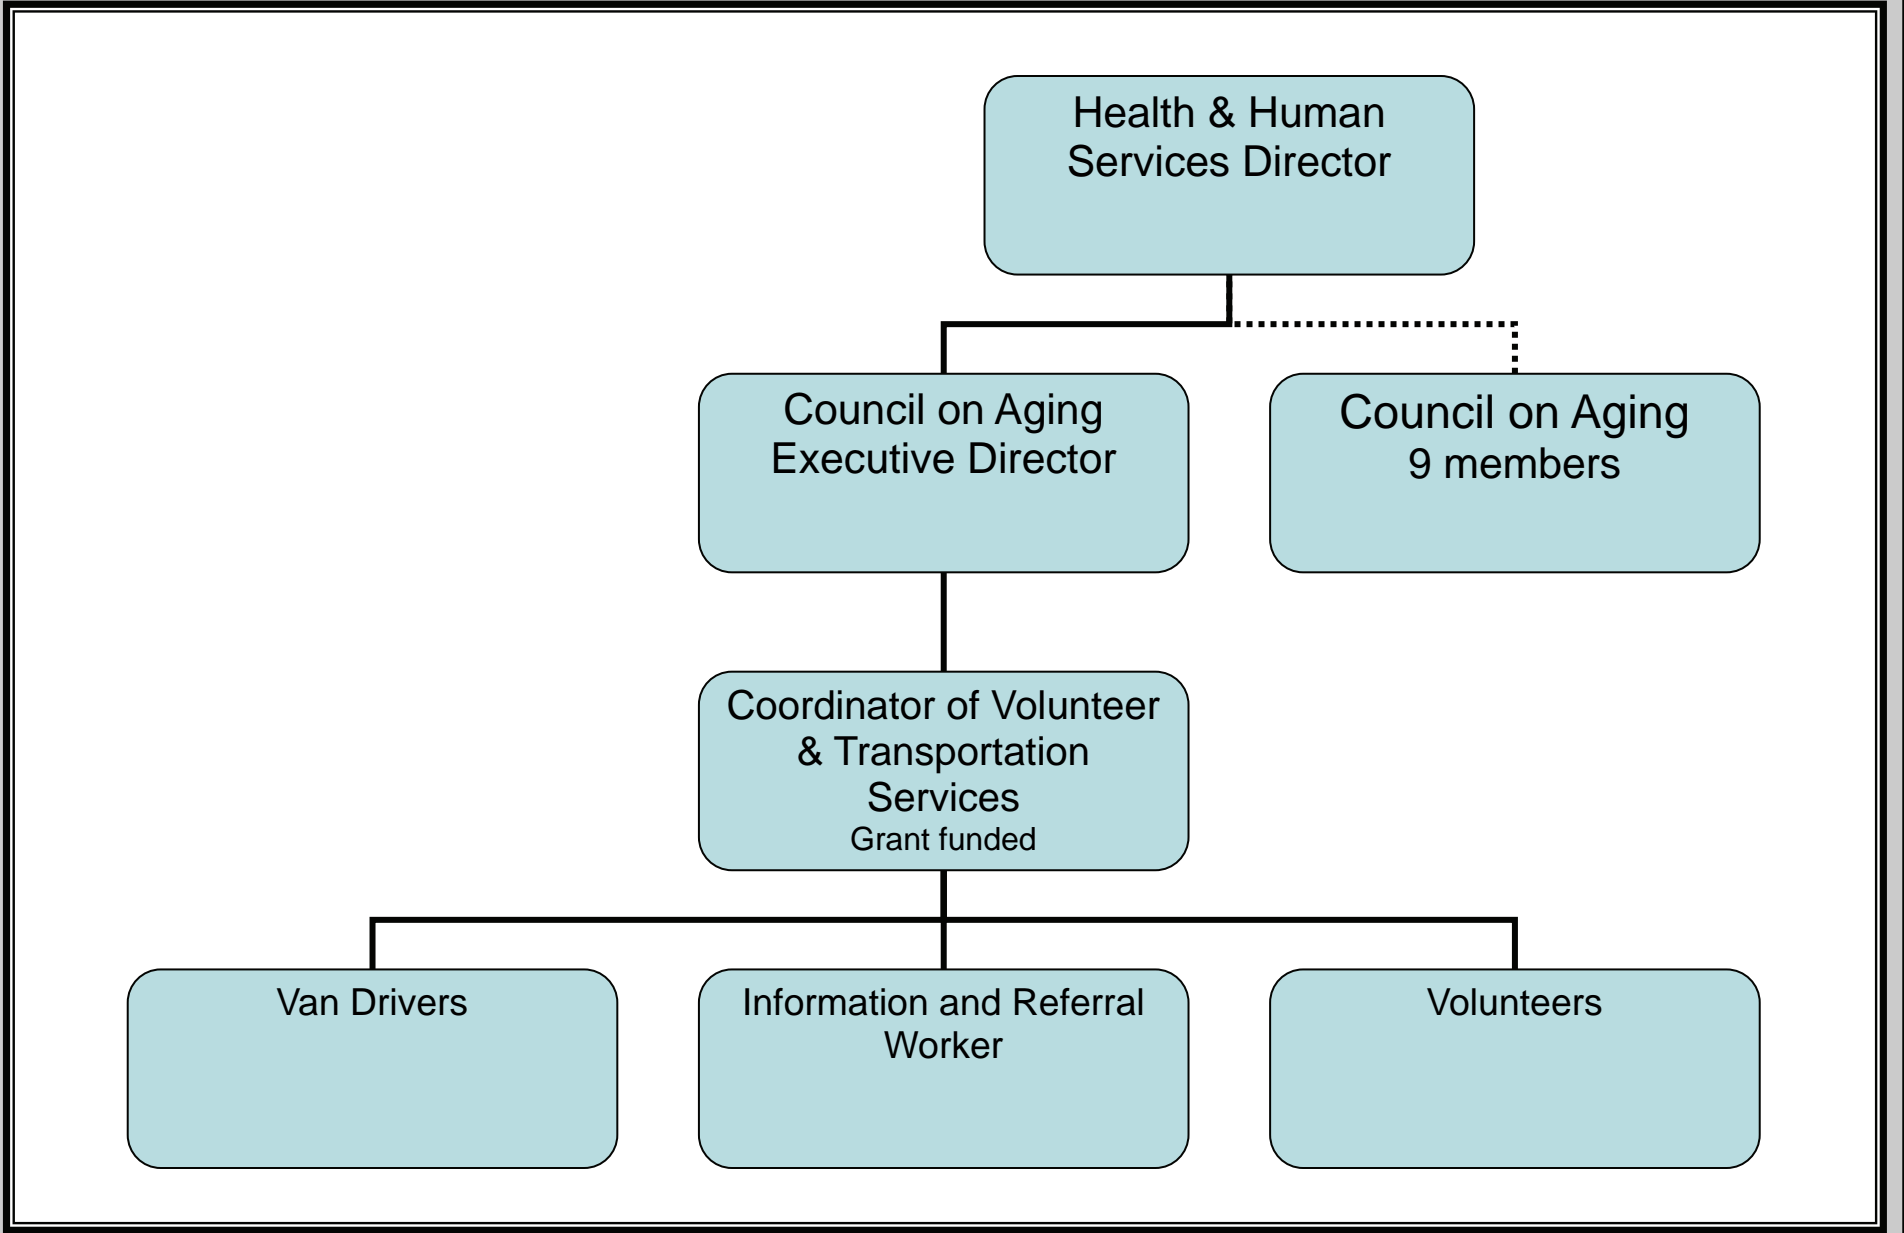 Health & Human
Services Director
Council on Aging
Executive Director
Council on Aging
9 members
Coordinator of Volunteer
& Transportation
Services
Grant funded
Van Drivers
Information and Referral
Worker
Volunteers